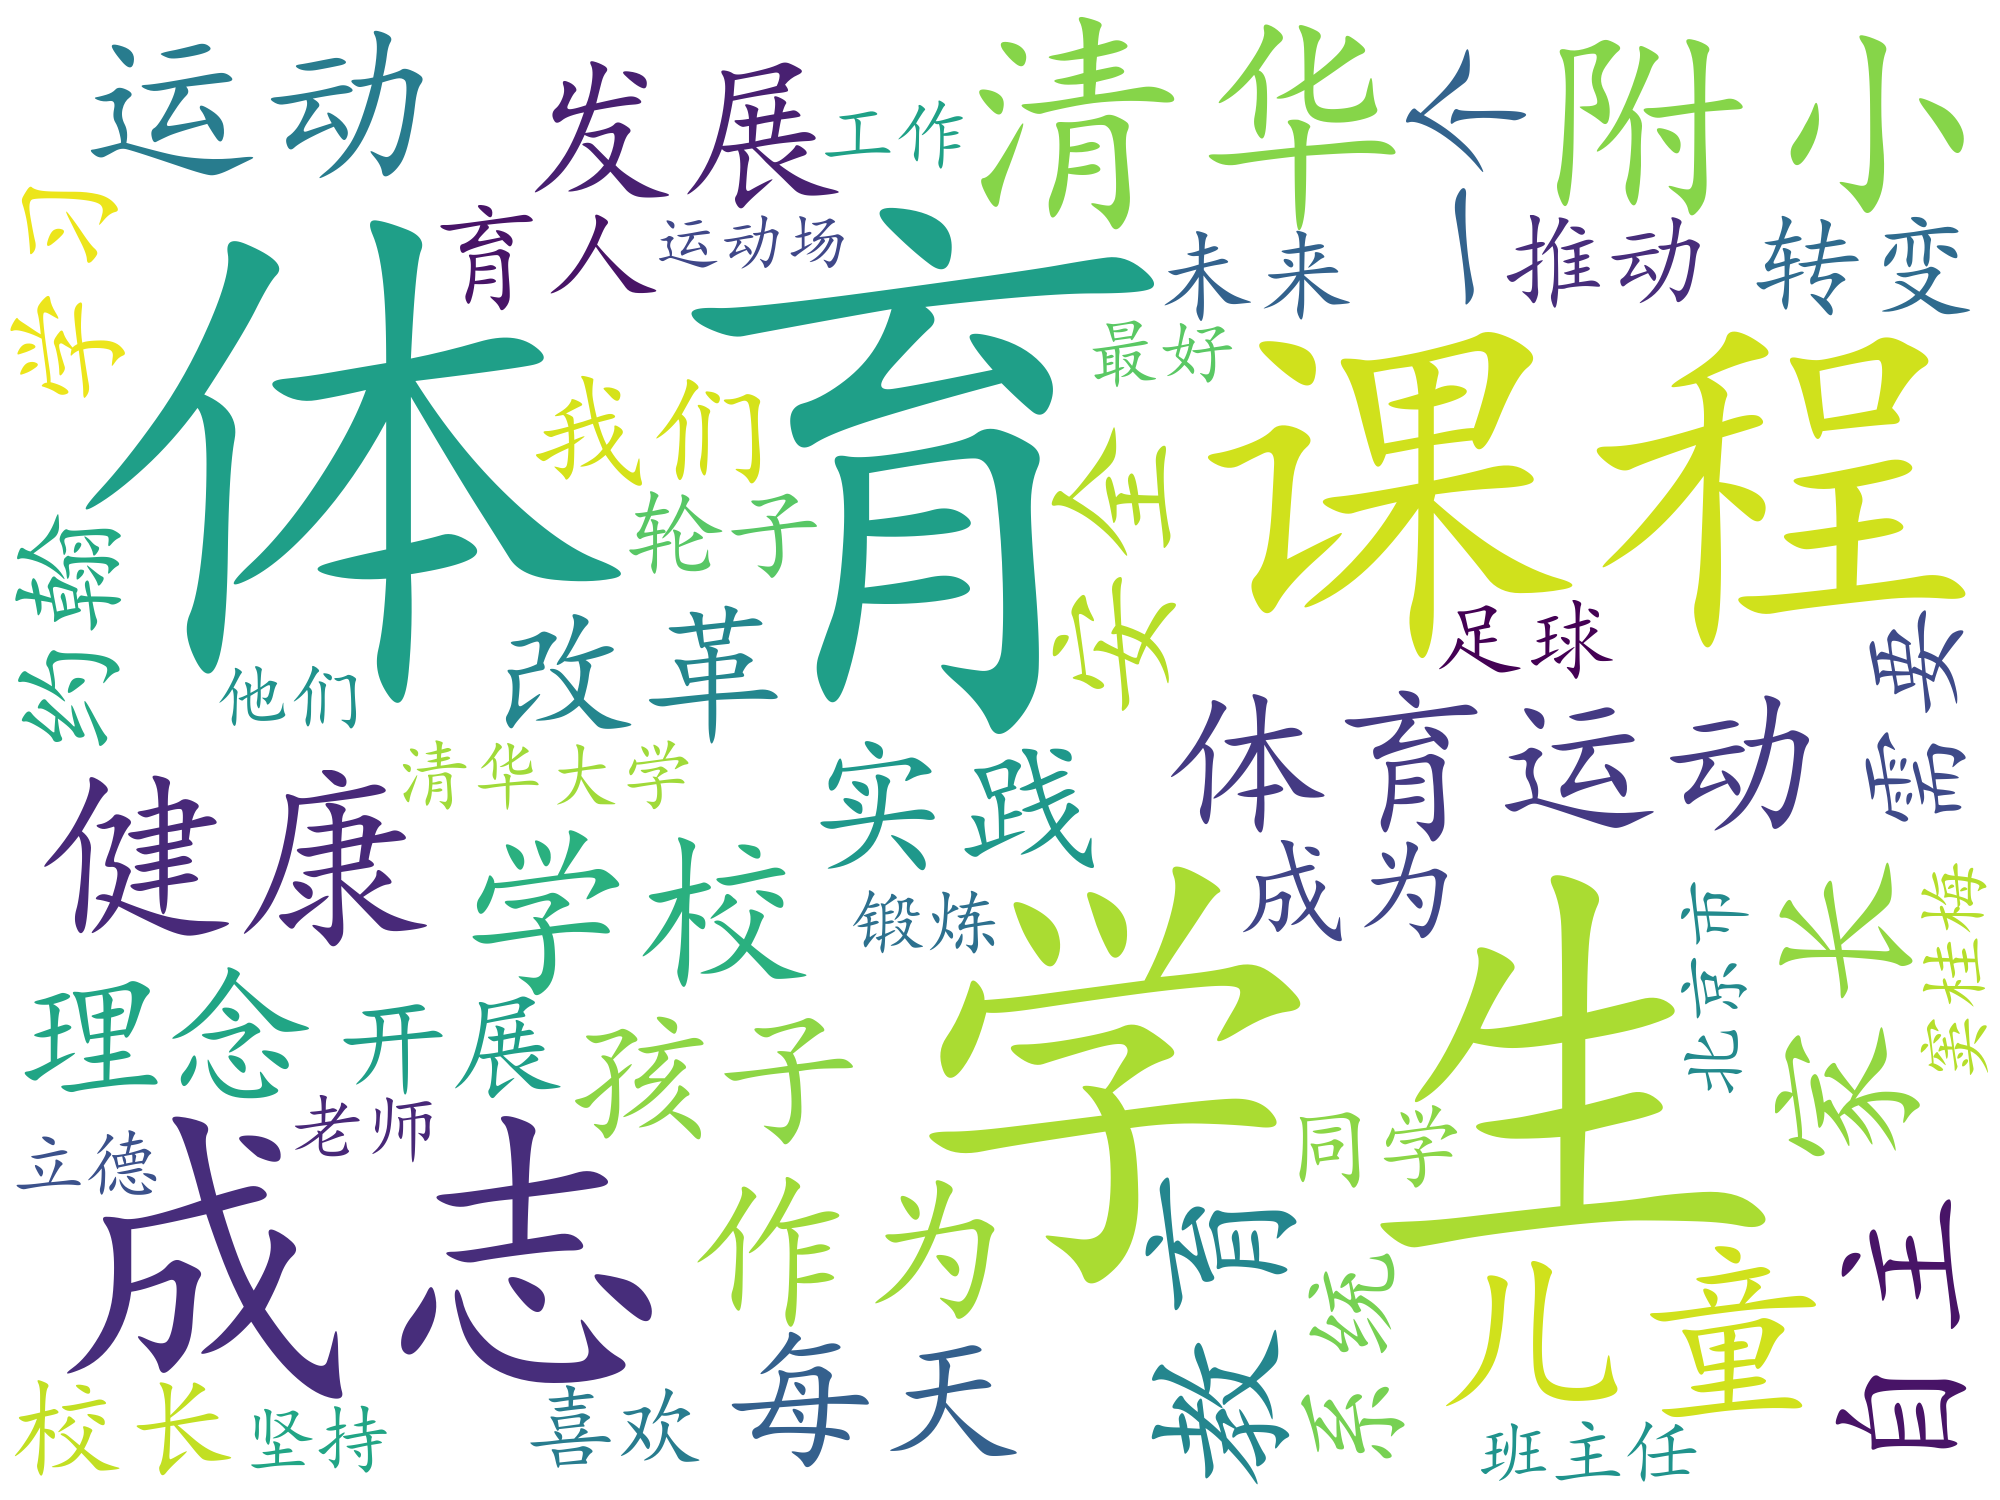 运动
发展
工作
清华附小
一个
学习
育人
运动场
未来
推动
转变
体育
最好
课程
我们
安全
轮子
约翰
改革
足球
需要
他们
清华大学
体育运动
健康
实践
学校
成为
锻炼
学生
北京市
家长
窦桂梅
理念
开展
孩子
老师
立德
同学
成志
作为
教育
系统
儿童
自主
每天
校长
坚持
喜欢
班主任